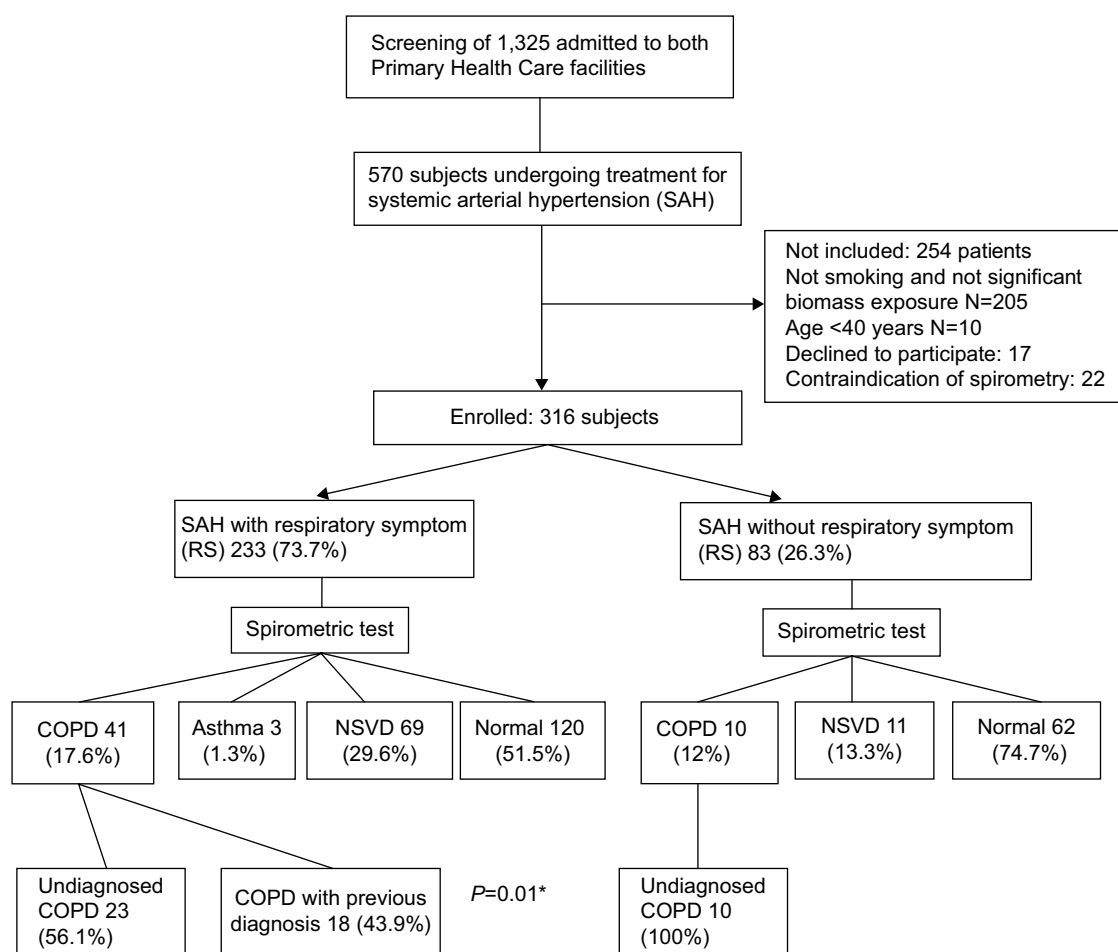 Screening of 1,325 admitted to both
Primary Health Care facilities
570 subjects undergoing treatment for
systemic arterial hypertension (SAH)
Not included: 254 patients
Not smoking and not significant
biomass exposure N=205
Age <40 years N=10
Declined to participate: 17
Contraindication of spirometry: 22
Enrolled: 316 subjects
SAH with respiratory symptom
(RS) 233 (73.7%)
SAH without respiratory symptom
(RS) 83 (26.3%)
Spirometric test
Spirometric test
COPD 41
(17.6%)
Asthma 3
(1.3%)
NSVD 69
(29.6%)
Normal 120
(51.5%)
COPD 10
(12%)
NSVD 11
(13.3%)
Normal 62
(74.7%)
Undiagnosed
COPD 23
(56.1%)
COPD with previous
diagnosis 18 (43.9%)
P=0.01*
Undiagnosed
COPD 10
(100%)